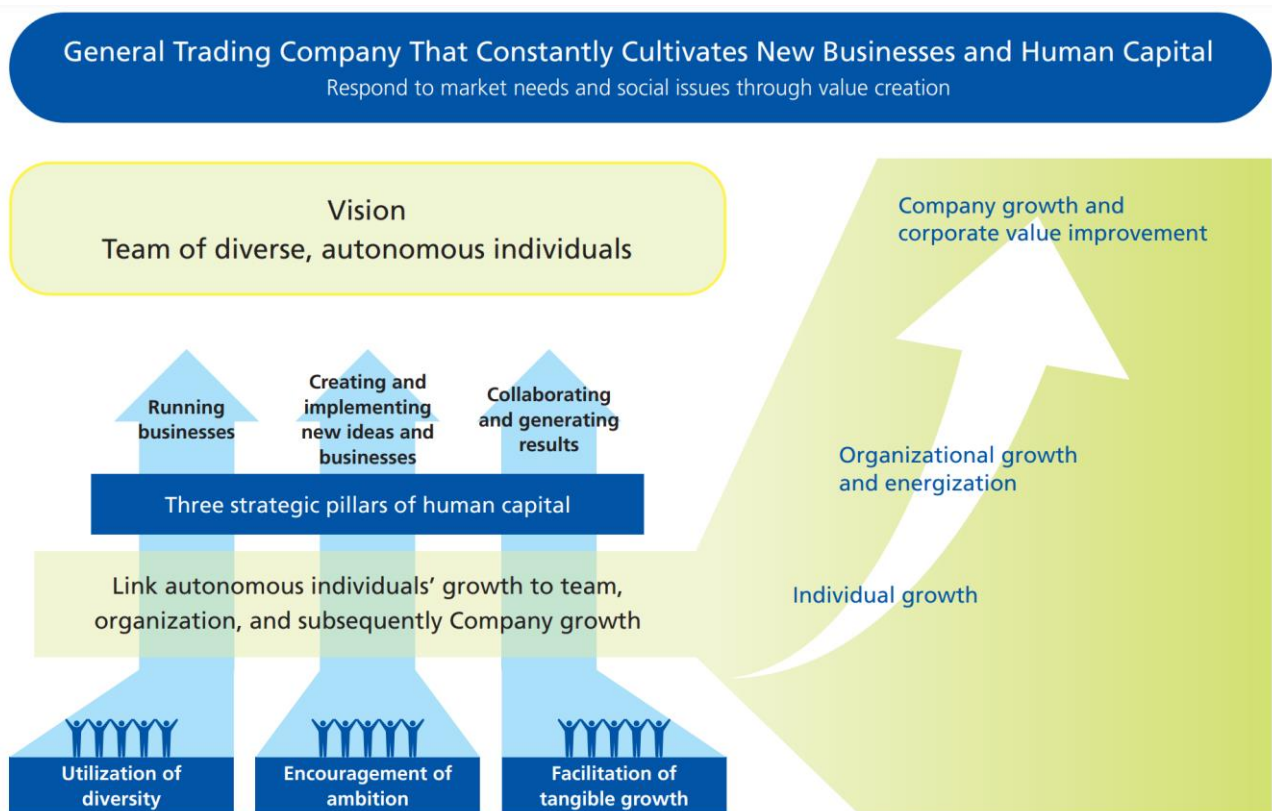 General Trading Company That Constantly Cultivates New Businesses and Human Capital
Respond to market needs and social issues through value creation
Vision
Team of diverse, autonomous individuals
Running
businesses
Creating and
implementing
new ideas and
businesses
Collaborating
and generating
results
Three strategic pillars of human capital
Link autonomous individuals’ growth to team,
organization, and subsequently Company growth
Utilization of
diversity
Encouragement of
ambition
Facilitation of
tangible growth
Company growth and
corporate value improvement
Organizational growth
and energization
Individual growth